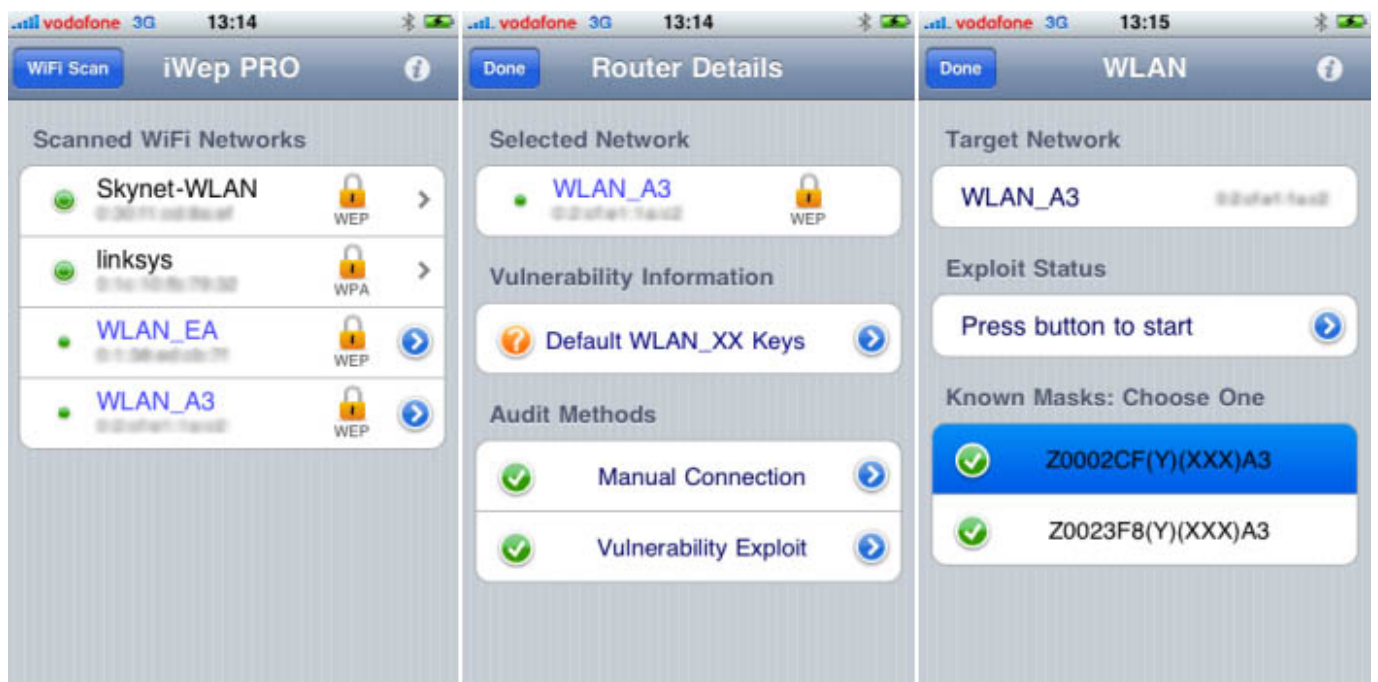 vodafone 3G 13:14
WiFi Scan iWep PRO
Scanned WiFi Networks
Skynet-WLAN
WEP
linksys
WPA
WLAN_EA
WEP
WLAN_A3
WEP
vodafone 3G 13:14
Done Router Details
Selected Network
WLAN_A3
WEP
Vulnerability Information
Default WLAN_XX Keys
Audit Methods
Manual Connection
Vulnerability Exploit
vodafone 3G 13:15
Done WLAN
Target Network
WLAN_A3
Exploit Status
Press button to start
Known Masks: Choose One
Z0002CF(Y)(XXX)A3
Z0023F8(Y)(XXX)A3